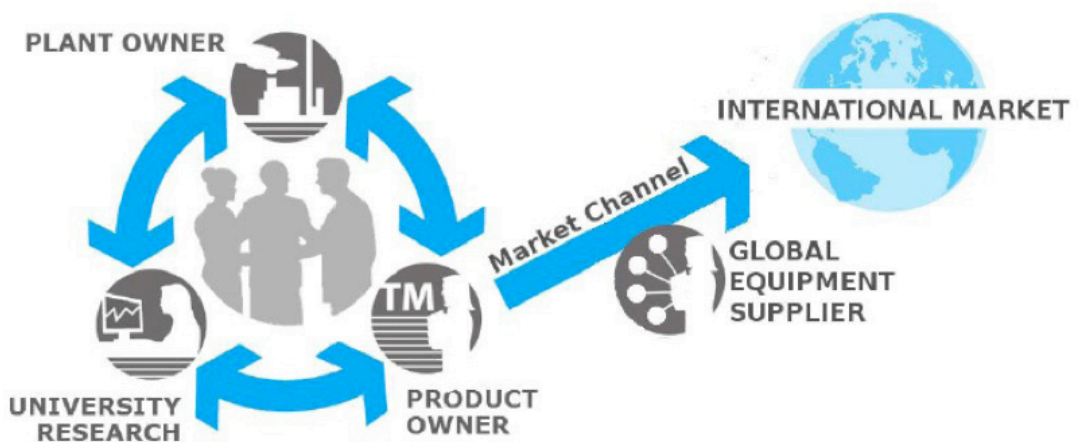 PLANT OWNER
INTERNATIONAL MARKET
Market Channel
GLOBAL
EQUIPMENT
SUPPLIER
TM
UNIVERSITY
RESEARCH
PRODUCT
OWNER